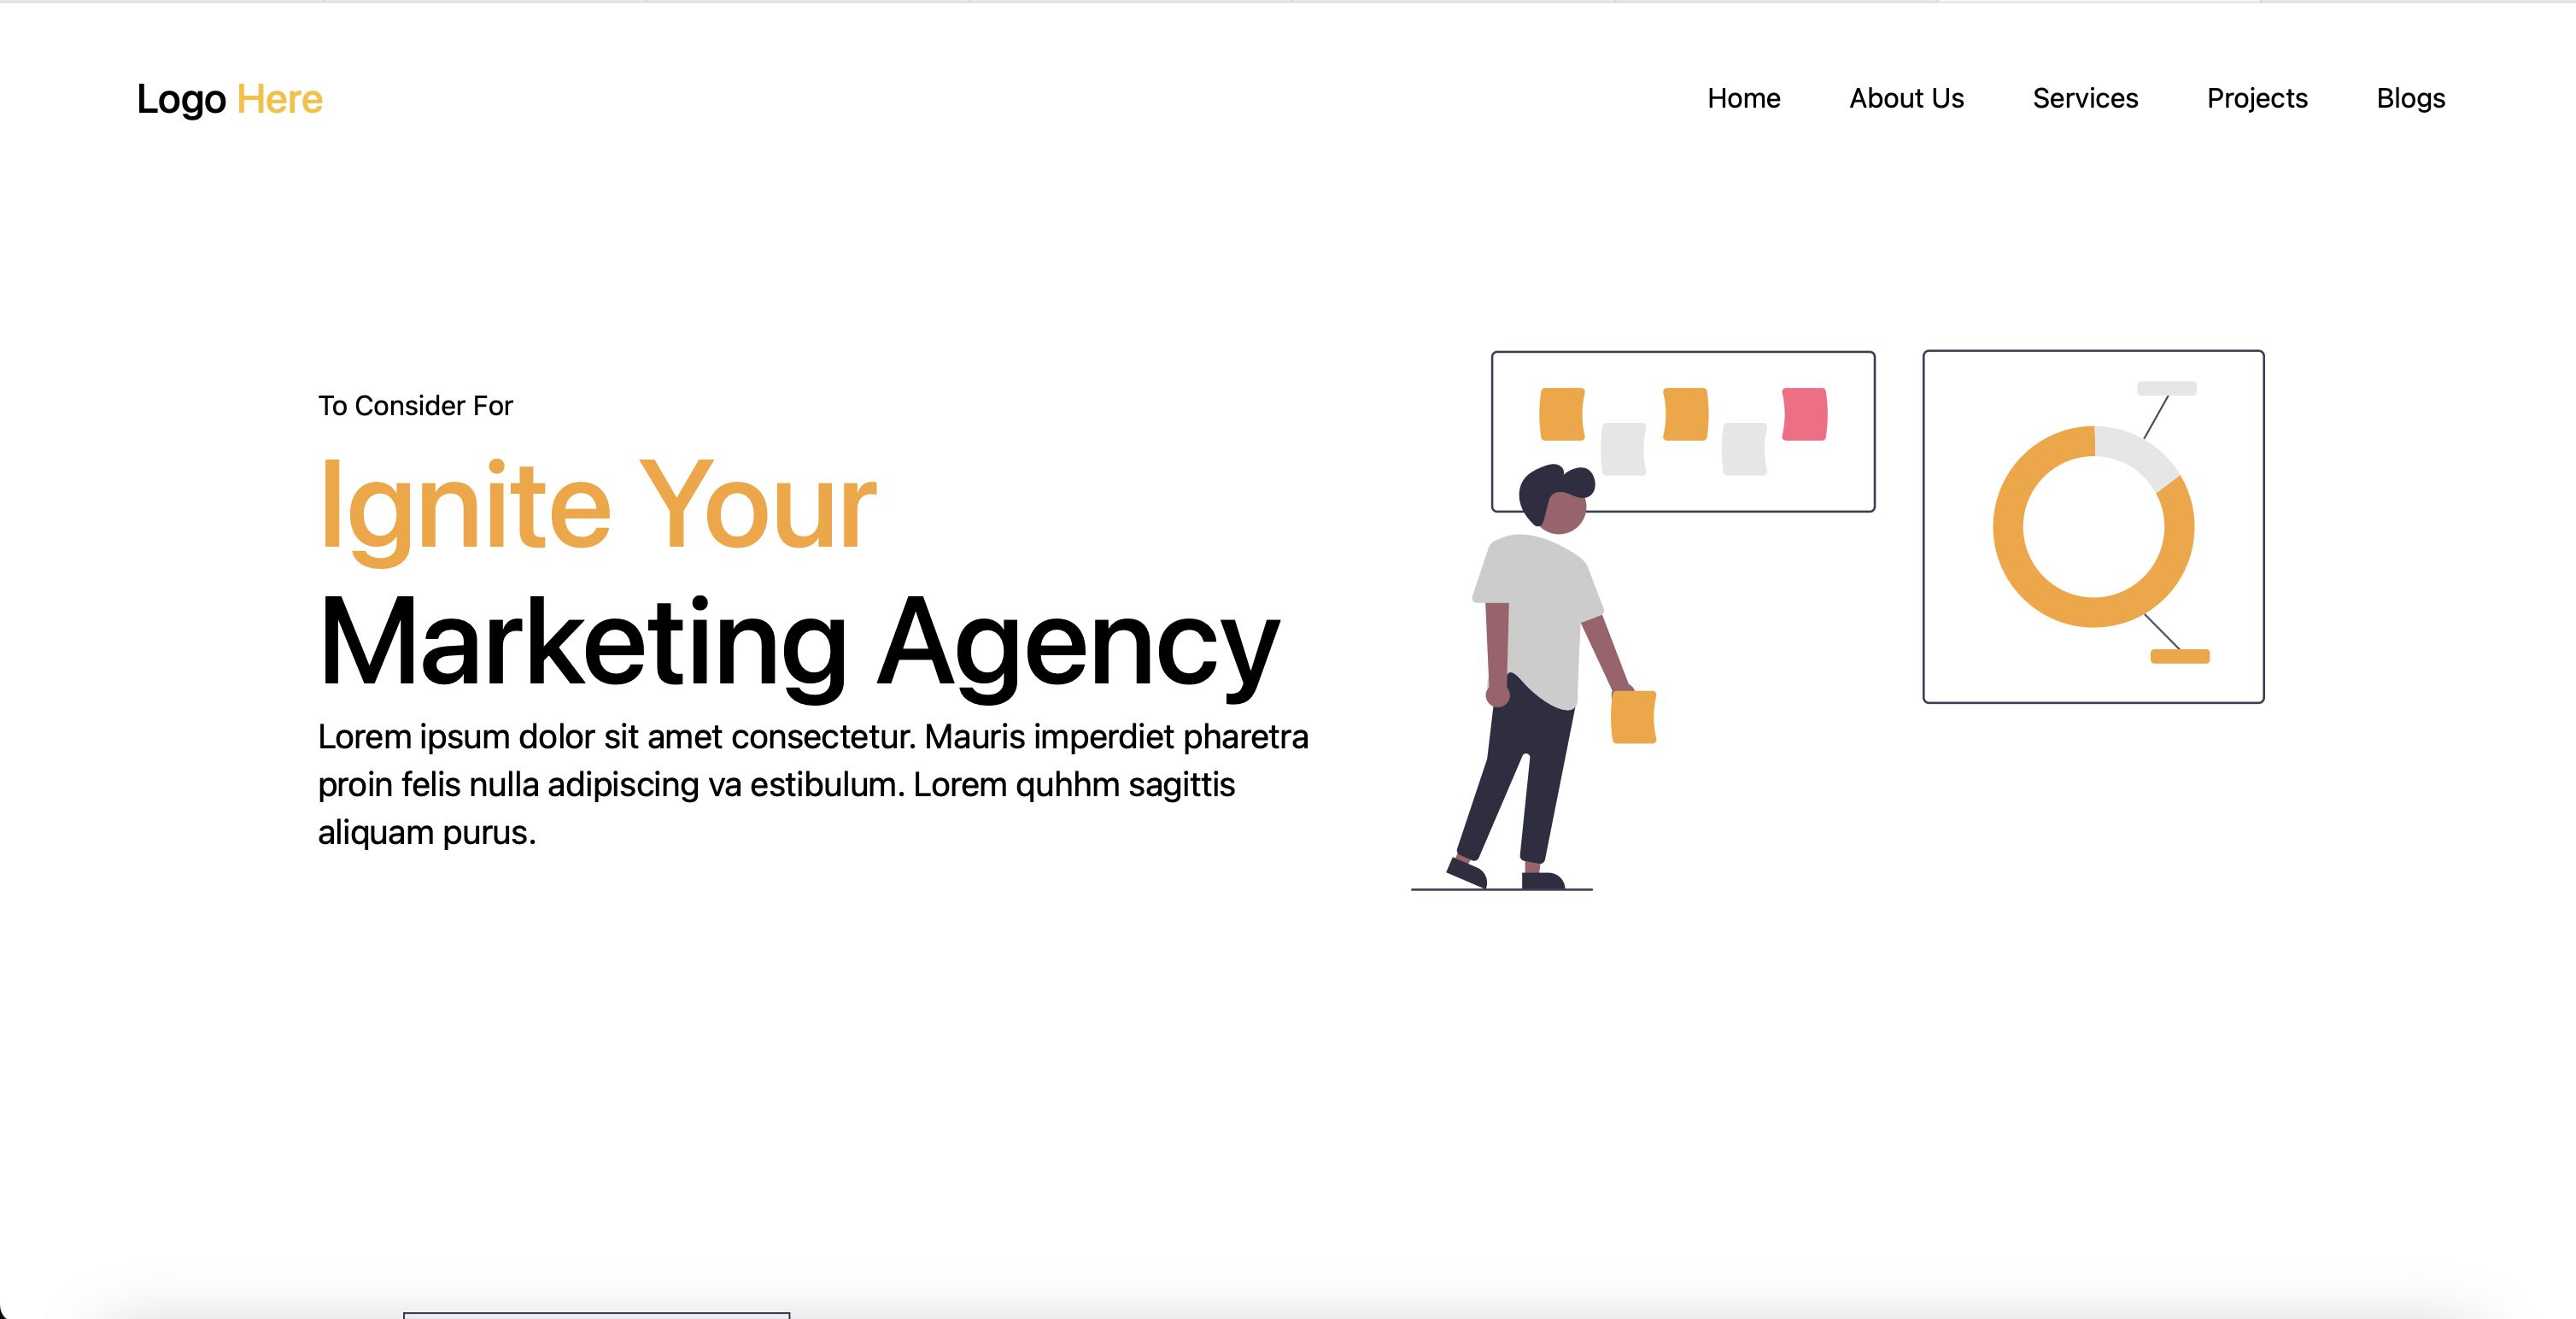 Logo Here
Home About Us Services Projects Blogs
To Consider For
Ignite Your
Marketing Agency
Lorem ipsum dolor sit amet consectetur. Mauris imperdiet pharetra
proin felis nulla adipiscing va estibulum. Lorem quhhm sagittis
aliquam purus.